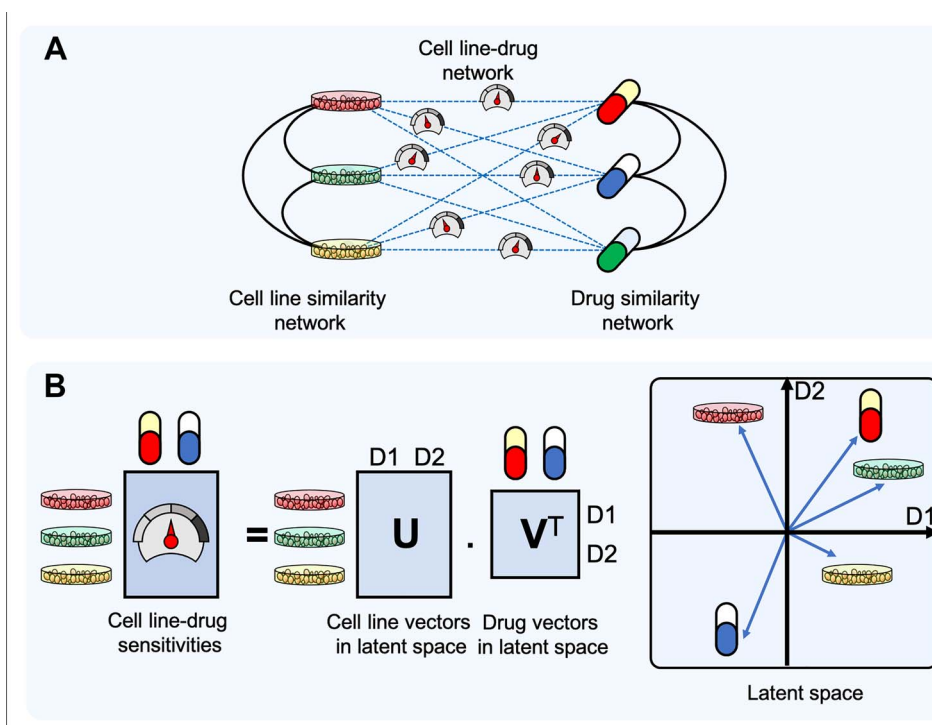 A
Cell line-drug
network
Cell line similarity
network
Drug similarity
network
B
D1 D2
=
U
.
V^T
D1
D2
Cell line-drug
sensitivities
Cell line vectors
in latent space
Drug vectors
in latent space
D2
D1
Latent space